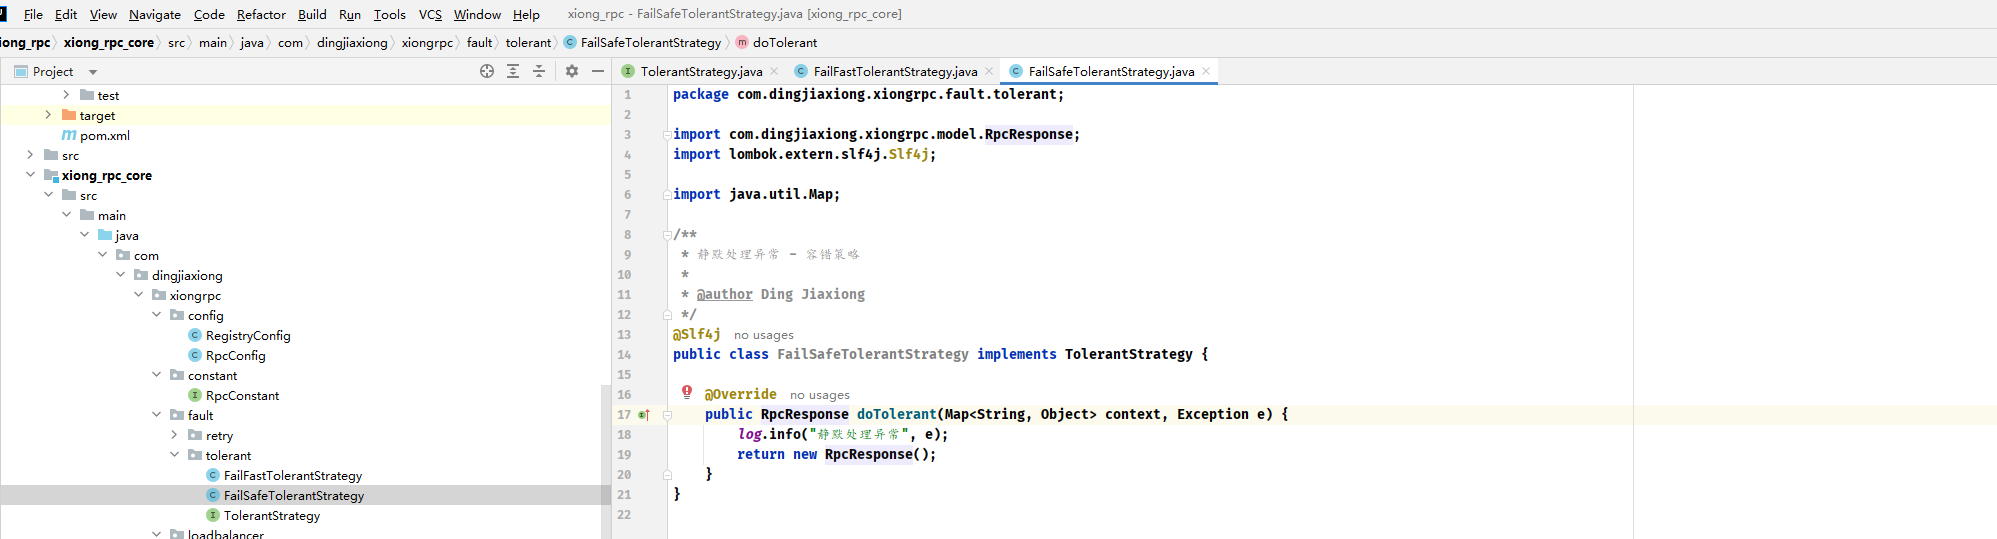 File Edit View Navigate Code Refactor Build Run Tools VCS Window Help xiong_rpc - FailSafeTolerantStrategy.java [xiong_rpc_core]
iong_rpc xiong_rpc_core src main java com dingjiaxiong xiongrpc fault tolerant FailSafeTolerantStrategy doTolerant
Project
test
target
pom.xml
src
xiong_rpc_core
src
main
java
com
dingjiaxiong
xiongrpc
config
RegistryConfig
RpcConfig
constant
RpcConstant
fault
retry
tolerant
FailFastTolerantStrategy
FailSafeTolerantStrategy
TolerantStrategy
loadbalancer
TolerantStrategy.java FailFastTolerantStrategy.java FailSafeTolerantStrategy.java
1 package com.dingjiaxiong.xiongrpc.fault.tolerant;
2
3 import com.dingjiaxiong.xiongrpc.model.RpcResponse;
4 import lombok.extern.slf4j.Slf4j;
5
6 import java.util.Map;
7
8 /**
9 * 静默处理异常 - 容错策略
10 *
11 * @author Ding Jiaxiong
12 */
13 @Slf4j no usages
14 public class FailSafeTolerantStrategy implements TolerantStrategy {
15
16 @Override no usages
17 public RpcResponse doTolerant(Map<String, Object> context, Exception e) {
18 log.info("静默处理异常", e);
19 return new RpcResponse();
20 }
21 }
22